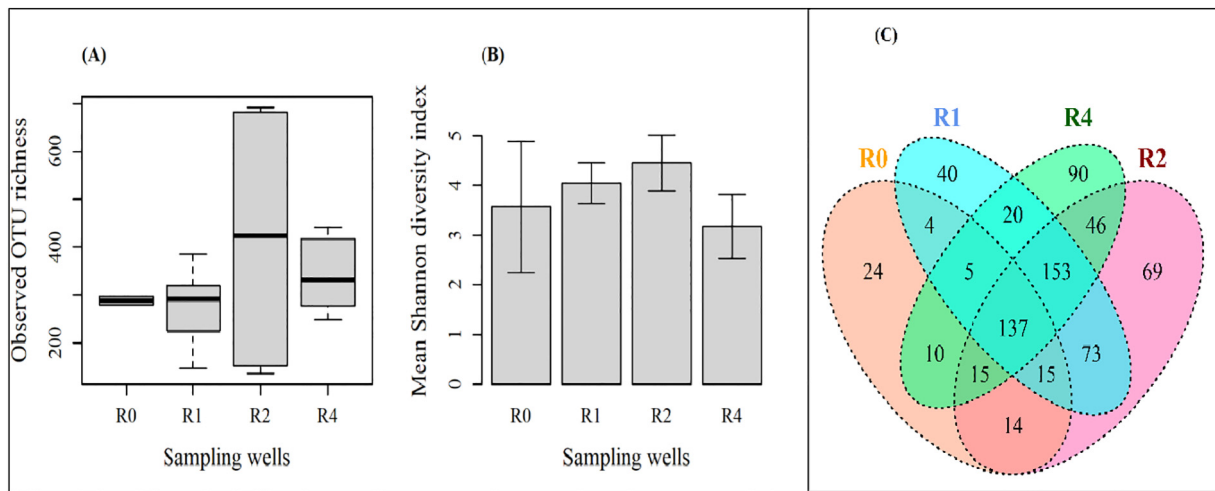 (A)
Observed OTU richness
200
400
600
R0
R1
R2
R4
Sampling wells
(B)
Mean Shannon diversity index
0
1
2
3
4
5
R0
R1
R2
R4
Sampling wells
(C)
R1
R4
R0
R2
40
90
4
20
46
24
5
153
69
137
10
73
15
15
14